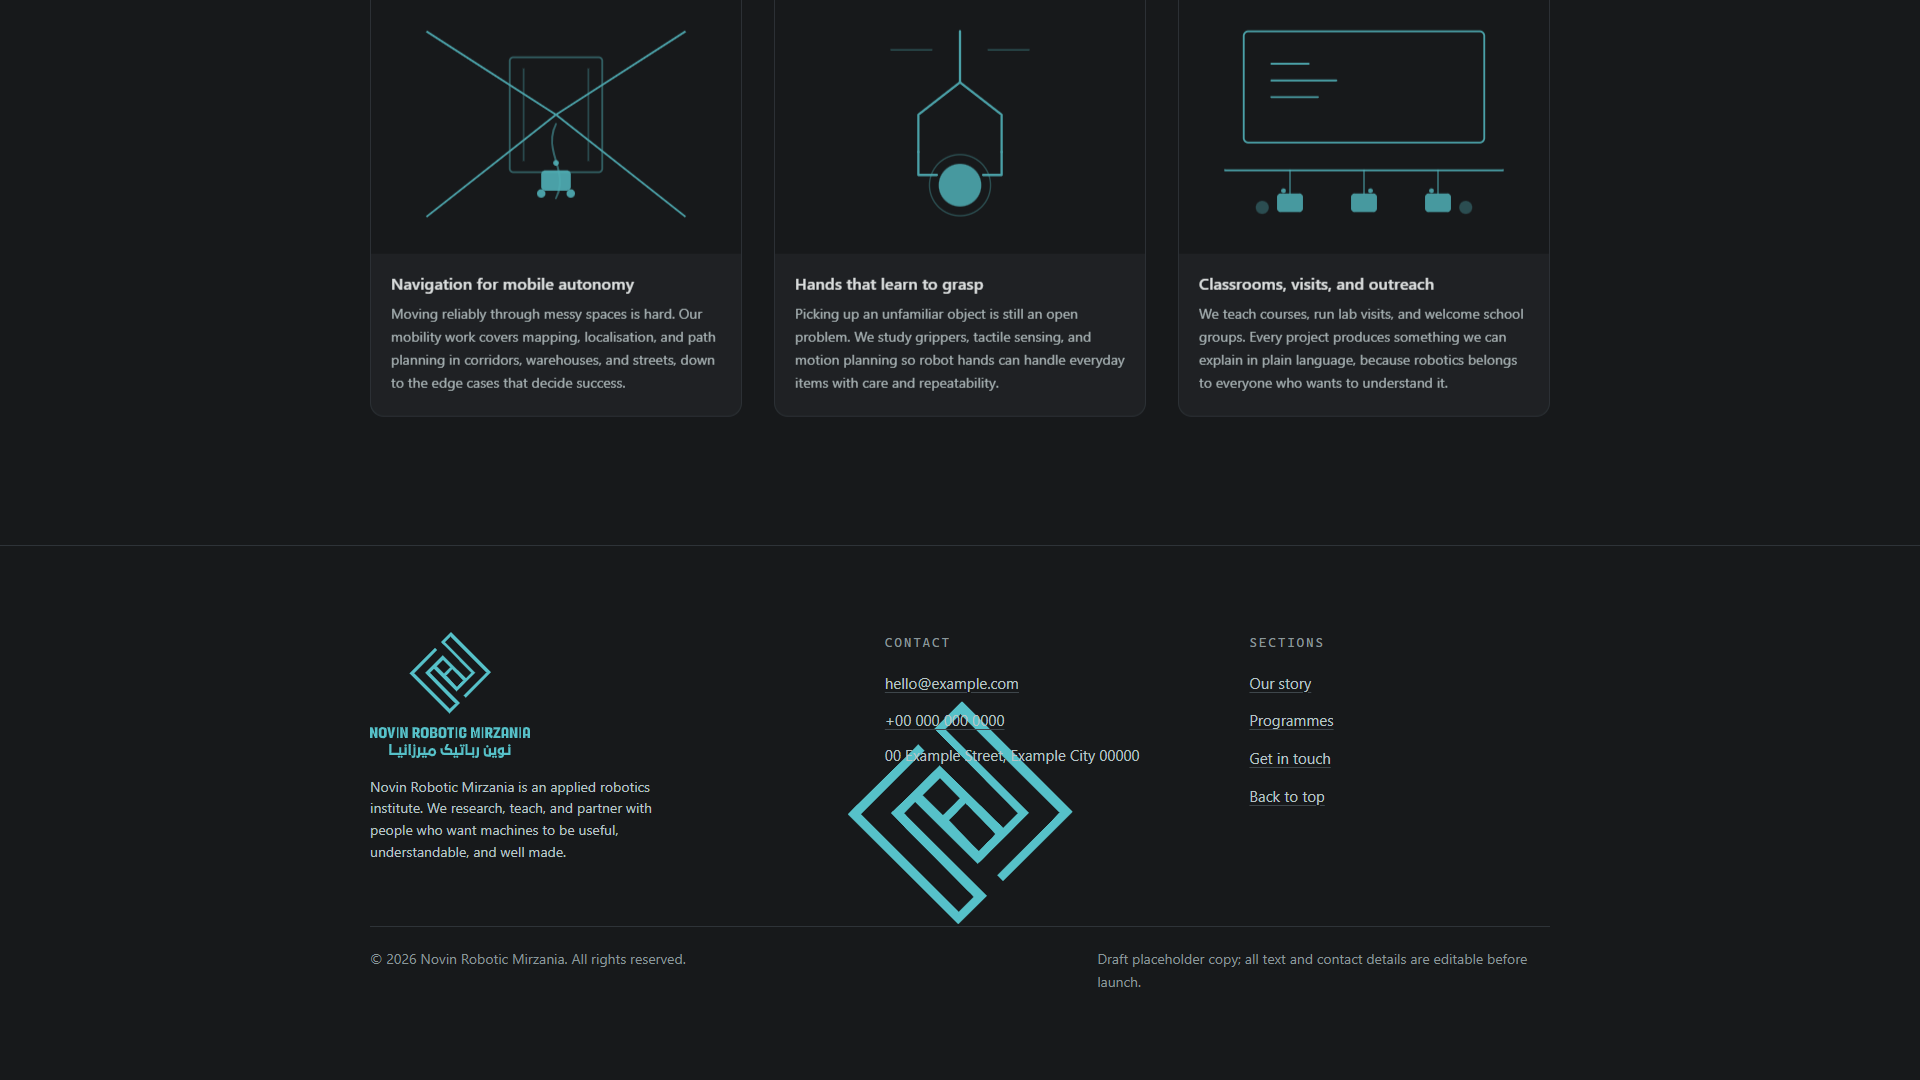 Navigation for mobile autonomy
Moving reliably through messy spaces is hard. Our
mobility work covers mapping, localisation, and path
planning in corridors, warehouses, and streets, down
to the edge cases that decide success.
Hands that learn to grasp
Picking up an unfamiliar object is still an open
problem. We study grippers, tactile sensing, and
motion planning so robot hands can handle everyday
items with care and repeatability.
Classrooms, visits, and outreach
We teach courses, run lab visits, and welcome school
groups. Every project produces something we can
explain in plain language, because robotics belongs
to everyone who wants to understand it.
NOVIN ROBOTIC MIRZANIA
نوین رباتیک میرزانیا
Novin Robotic Mirzania is an applied robotics
institute. We research, teach, and partner with
people who want machines to be useful,
understandable, and well made.
CONTACT
hello@example.com
+00 000 000 0000
00 Example Street, Example City 00000
SECTIONS
Our story
Programmes
Get in touch
Back to top
© 2026 Novin Robotic Mirzania. All rights reserved.
Draft placeholder copy; all text and contact details are editable before
launch.